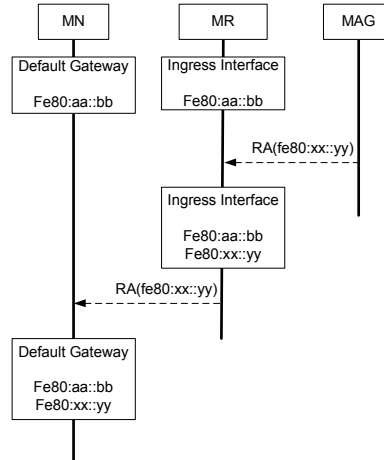 MN
MR
MAG
Default Gateway
Fe80:aa::bb
Ingress Interface
Fe80:aa::bb
RA(fe80:xx::yy)
Ingress Interface
Fe80:aa::bb
Fe80:xx::yy
RA(fe80:xx::yy)
Default Gateway
Fe80:aa::bb
Fe80:xx::yy